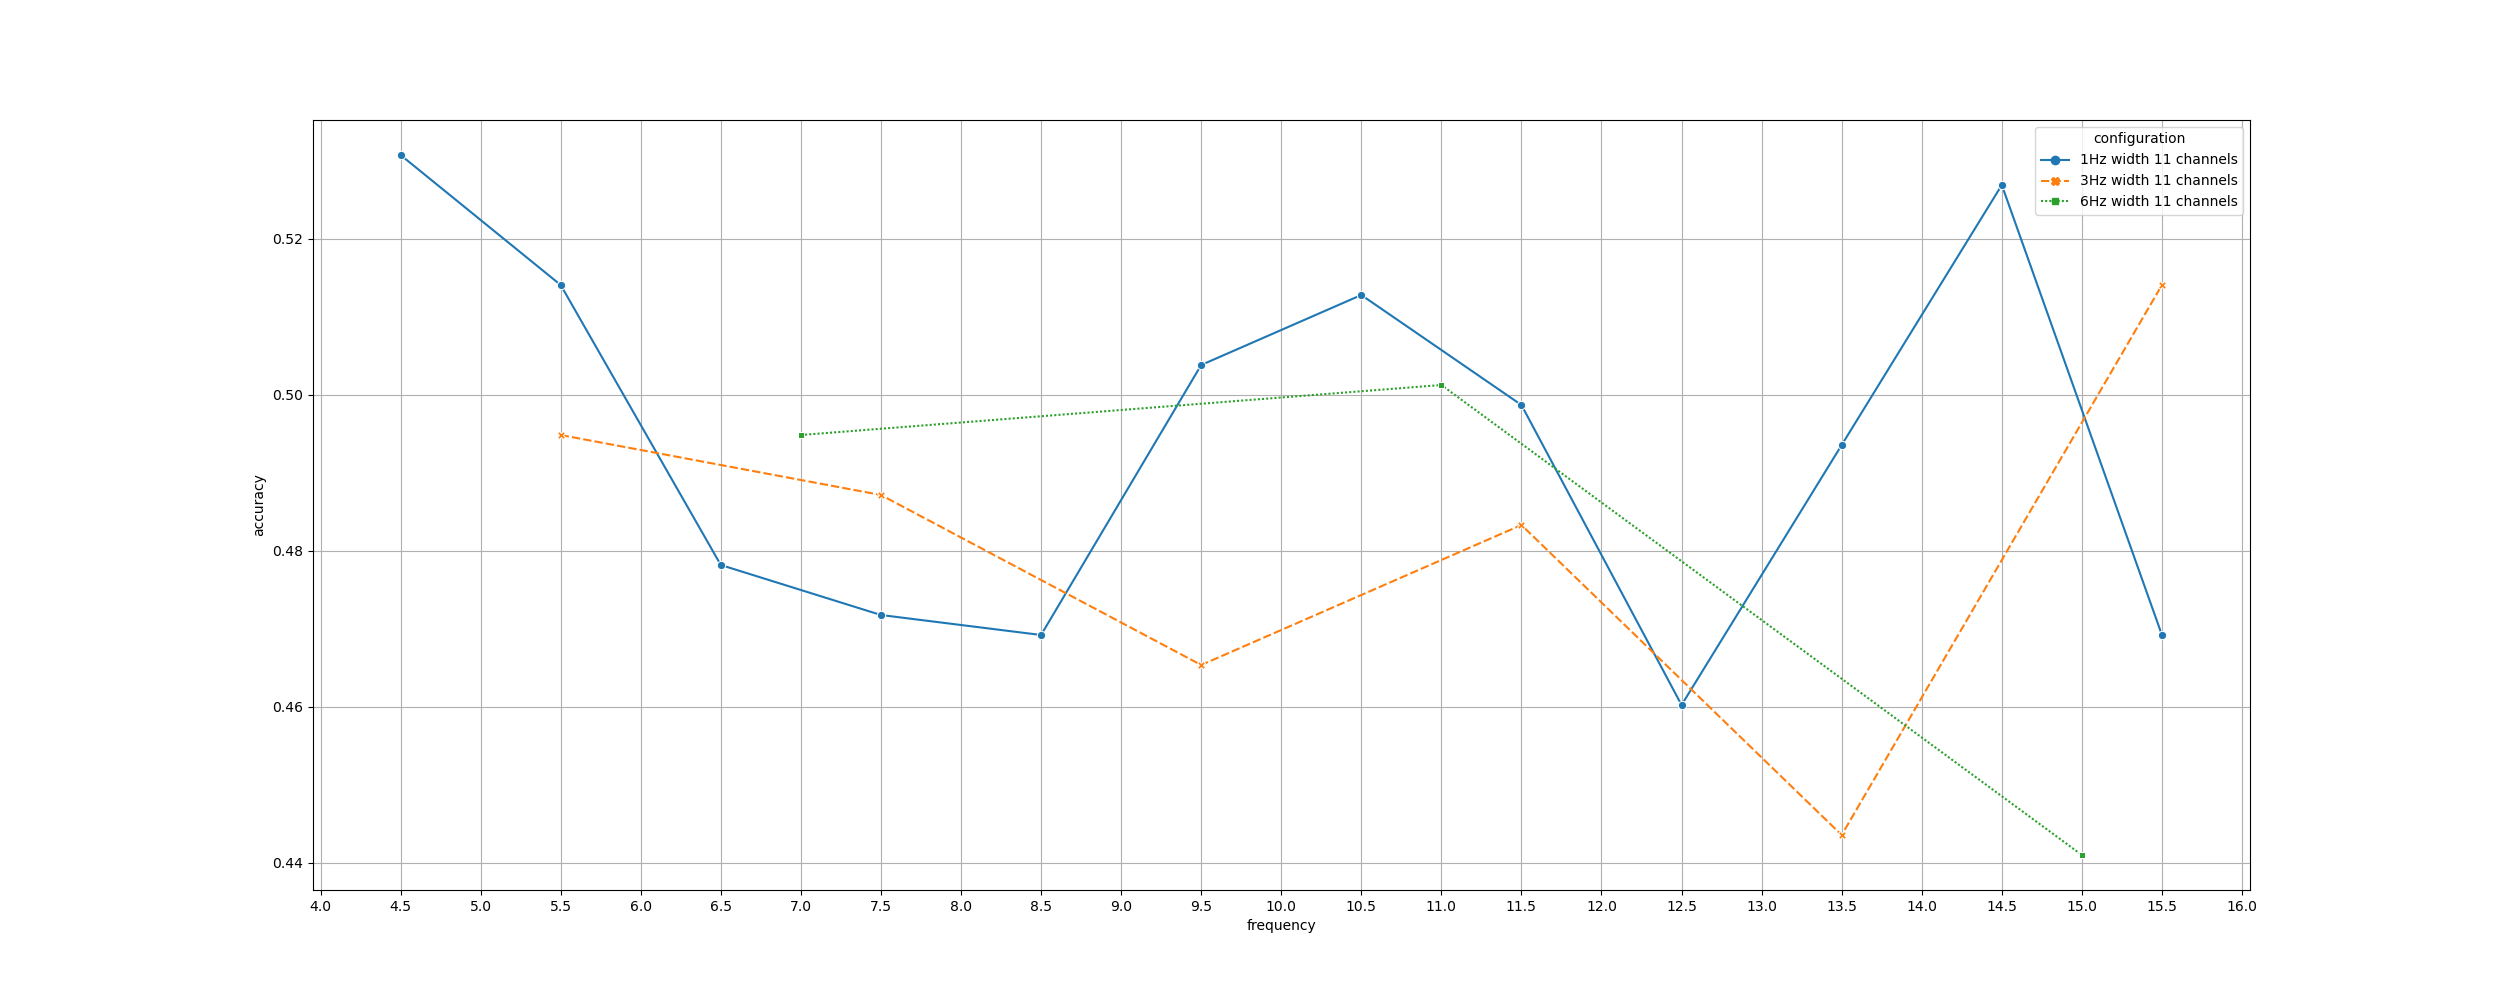 configuration
1Hz width 11 channels
3Hz width 11 channels
6Hz width 11 channels
0.52
0.50
0.48
0.46
0.44
accuracy
4.0 4.5 5.0 5.5 6.0 6.5 7.0 7.5 8.0 8.5 9.0 9.5 10.0 10.5 11.0 11.5 12.0 12.5 13.0 13.5 14.0 14.5 15.0 15.5 16.0
frequency